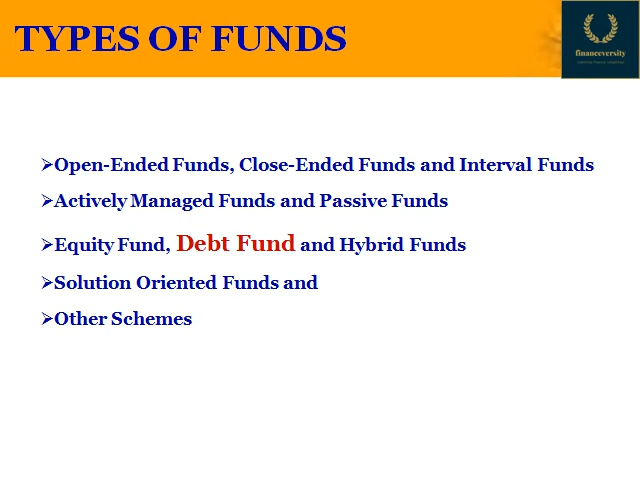 TYPES OF FUNDS
financeversity
➢Open-Ended Funds, Close-Ended Funds and Interval Funds
➢Actively Managed Funds and Passive Funds
➢Equity Fund, Debt Fund and Hybrid Funds
➢Solution Oriented Funds and
➢Other Schemes